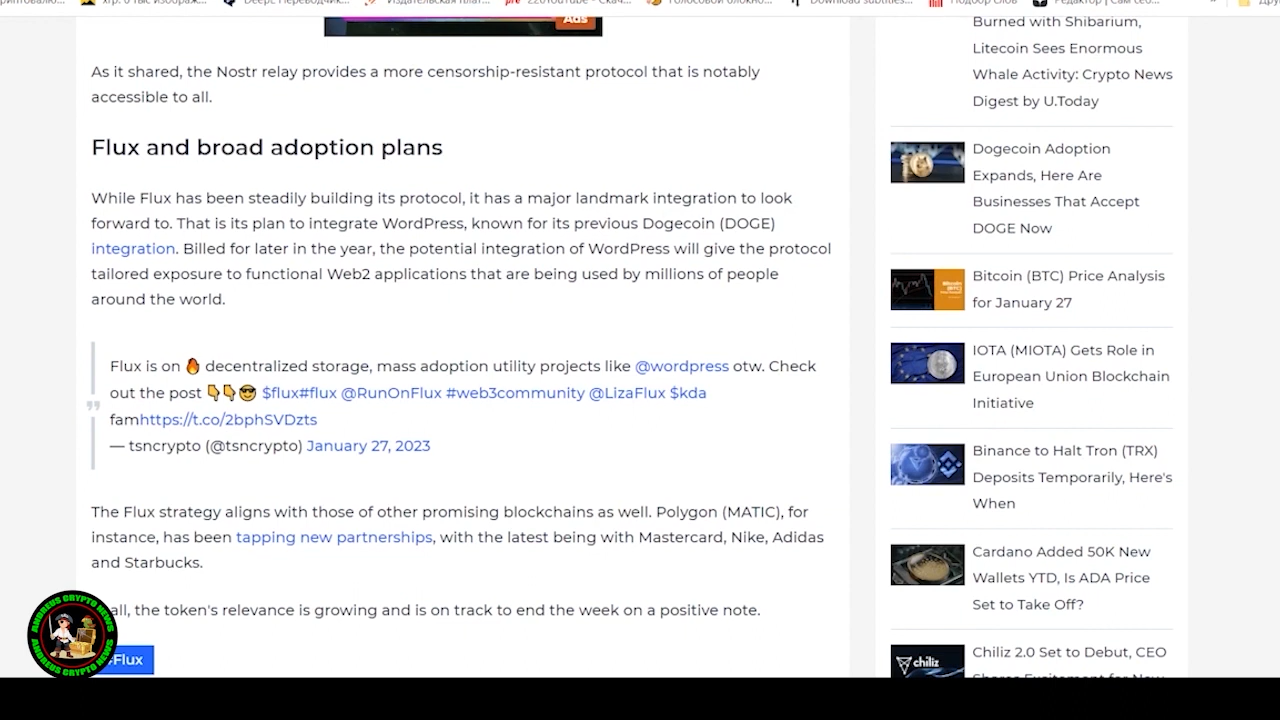 Ads
As it shared, the Nostr relay provides a more censorship-resistant protocol that is notably
accessible to all.
Flux and broad adoption plans
While Flux has been steadily building its protocol, it has a major landmark integration to look
forward to. That is its plan to integrate WordPress, known for its previous Dogecoin (DOGE)
integration. Billed for later in the year, the potential integration of WordPress will give the protocol
tailored exposure to functional Web2 applications that are being used by millions of people
around the world.
Flux is on 🔥 decentralized storage, mass adoption utility projects like @wordpress otw. Check
out the post 👇👇😎 $flux#flux @RunOnFlux #web3community @LizaFlux $kda
famhttps://t.co/2bphSVDzts
— tsncrypto (@tsncrypto) January 27, 2023
The Flux strategy aligns with those of other promising blockchains as well. Polygon (MATIC), for
instance, has been tapping new partnerships, with the latest being with Mastercard, Nike, Adidas
and Starbucks.
all, the token's relevance is growing and is on track to end the week on a positive note.
Flux
ANDREUS CRYPTO NEWS
ANDREUS CRYPTO NEWS
Burned with Shibarium,
Litecoin Sees Enormous
Whale Activity: Crypto News
Digest by U.Today
Dogecoin Adoption
Expands, Here Are
Businesses That Accept
DOGE Now
Bitcoin (BTC) Price Analysis
for January 27
IOTA (MIOTA) Gets Role in
European Union Blockchain
Initiative
Binance to Halt Tron (TRX)
Deposits Temporarily, Here's
When
Cardano Added 50K New
Wallets YTD, Is ADA Price
Set to Take Off?
chiliz
Chiliz 2.0 Set to Debut, CEO